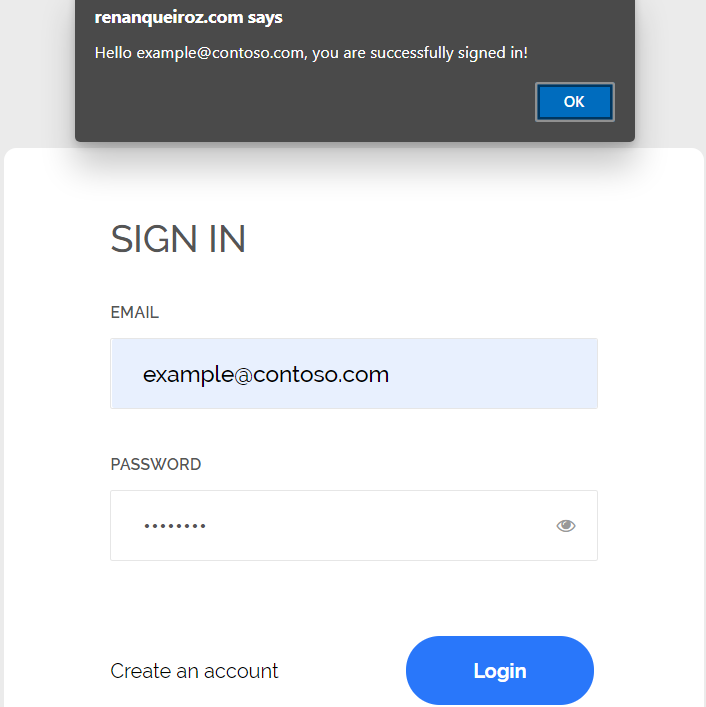 renanqueiroz.com says
Hello example@contoso.com, you are successfully signed in!
OK
SIGN IN
EMAIL
example@contoso.com
PASSWORD
••••••••
Create an account Login